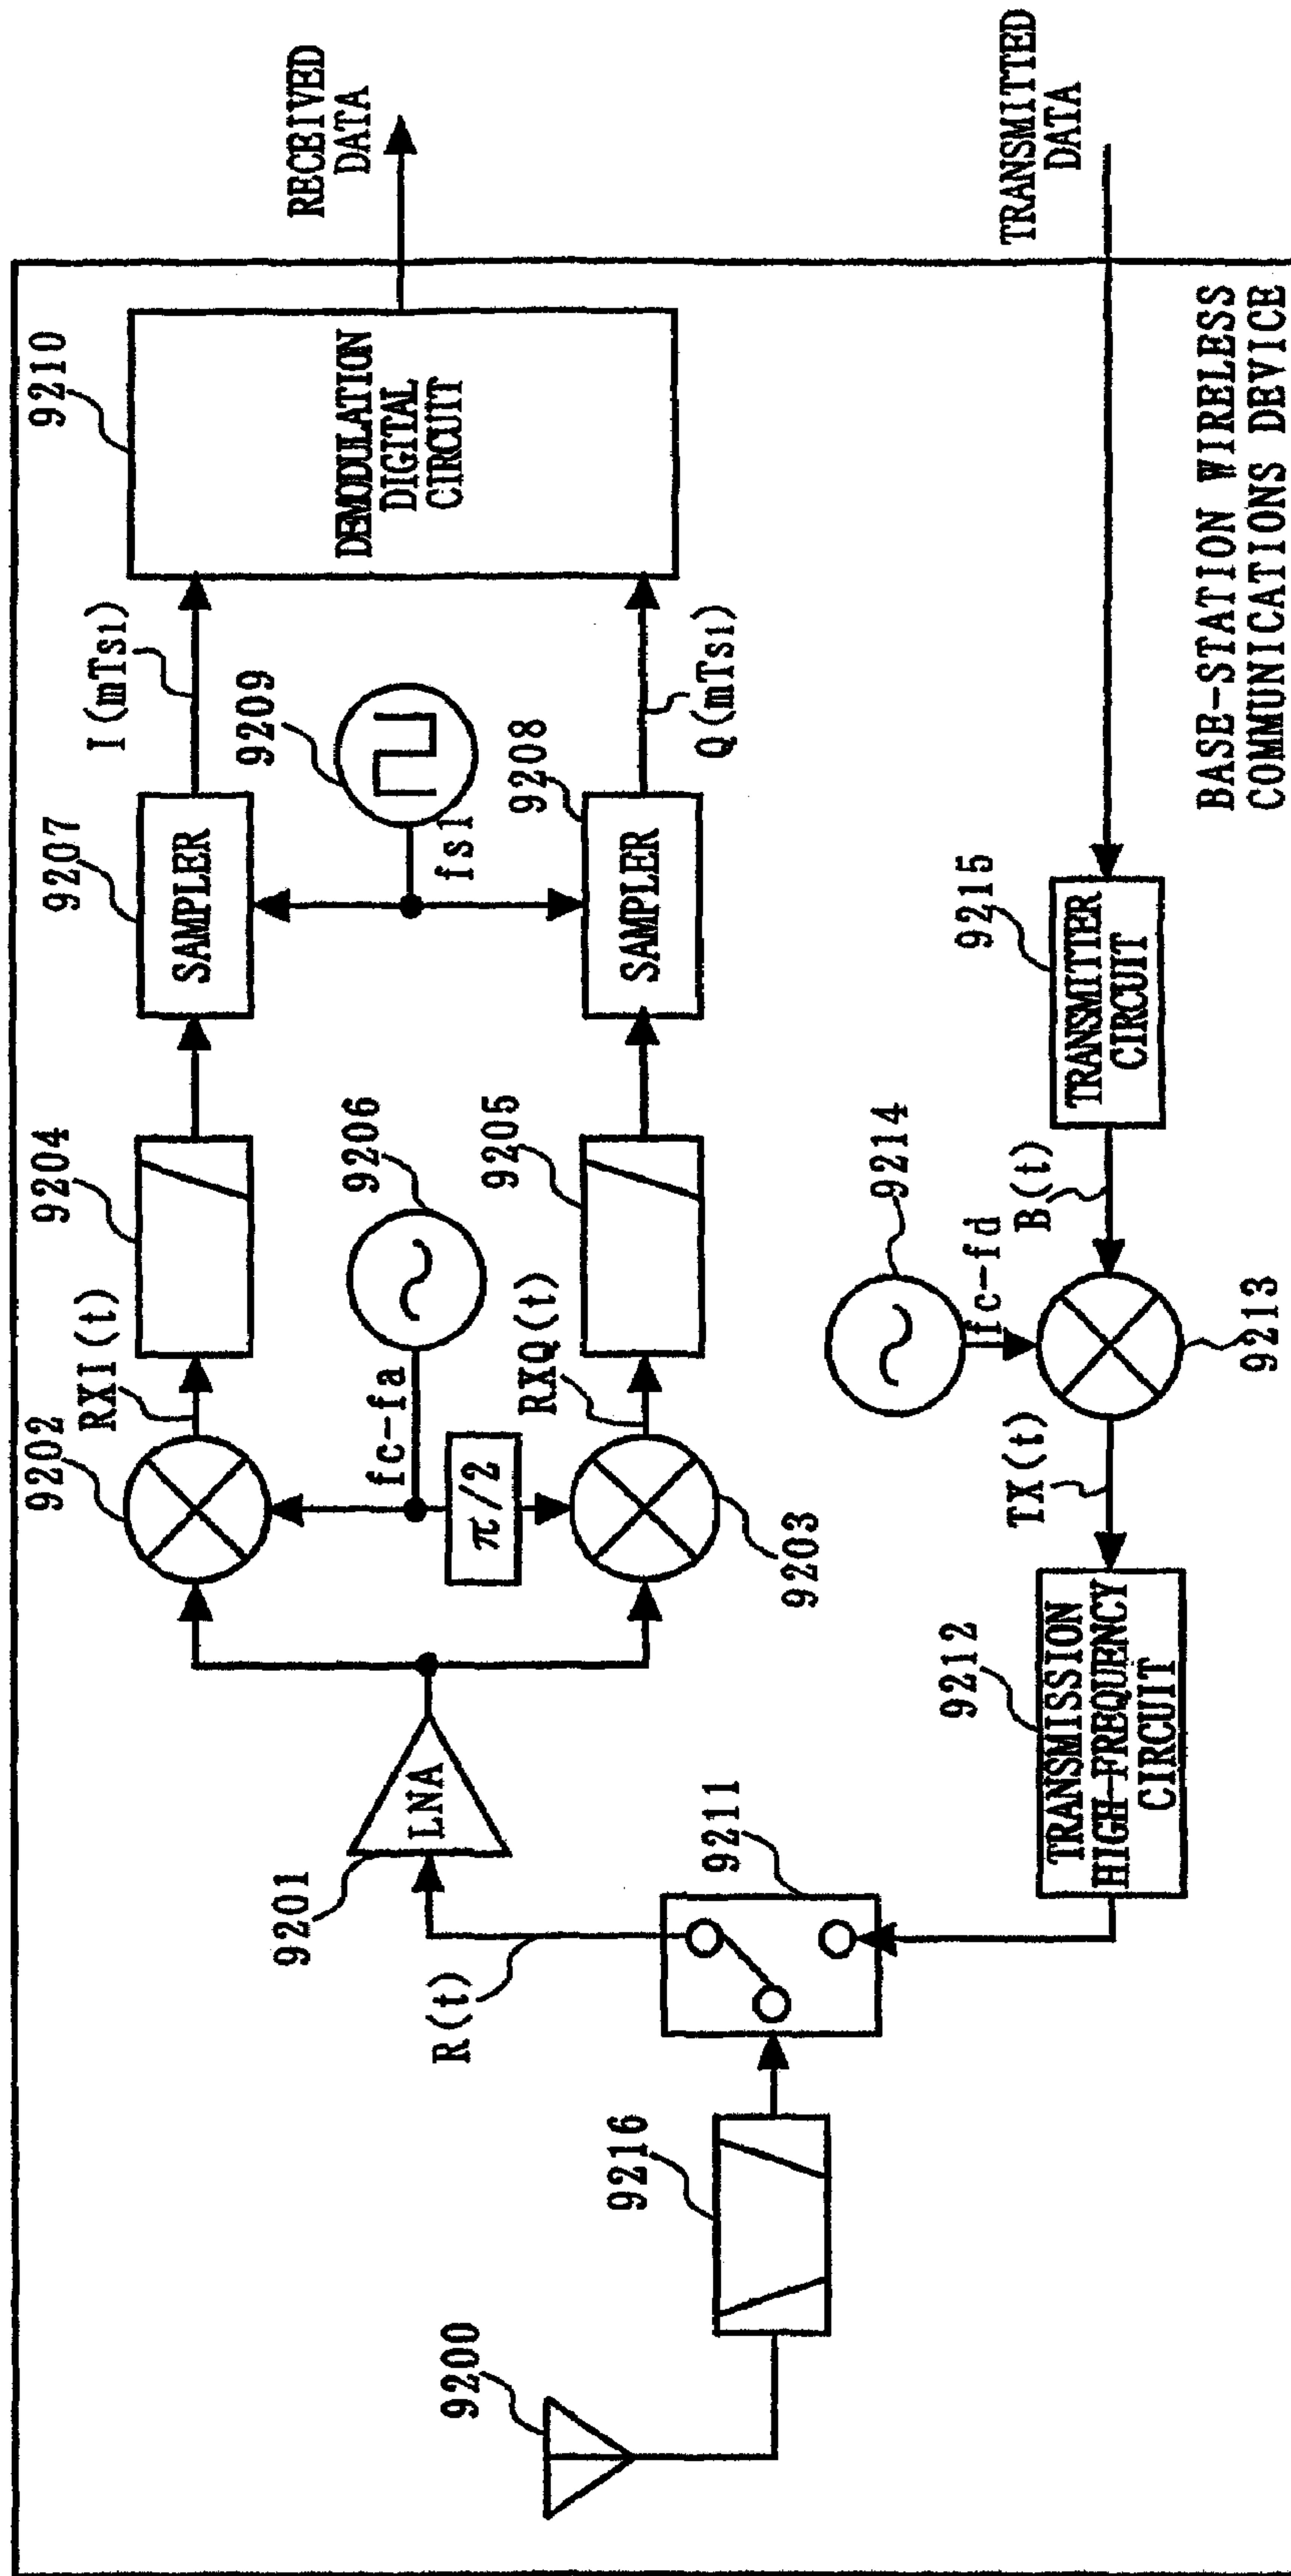 9200
9216
R(t)
9201
LNA
9211
9202
RXI(t)
9204
fc-fa
9206
π/2
9203
RXQ(t)
9205
9207
SAMPLER
I(mTs1)
9209
fs1
9208
SAMPLER
Q(mTs1)
9210
DEMODULATION
DIGITAL
CIRCUIT
RECEIVED
DATA
9212
TRANSMISSION
HIGH-FREQUENCY
CIRCUIT
TX(t)
9214
fc-fd
9213
B(t)
9215
TRANSMITTER
CIRCUIT
TRANSMITTED
DATA
BASE-STATION WIRELESS
COMMUNICATIONS DEVICE